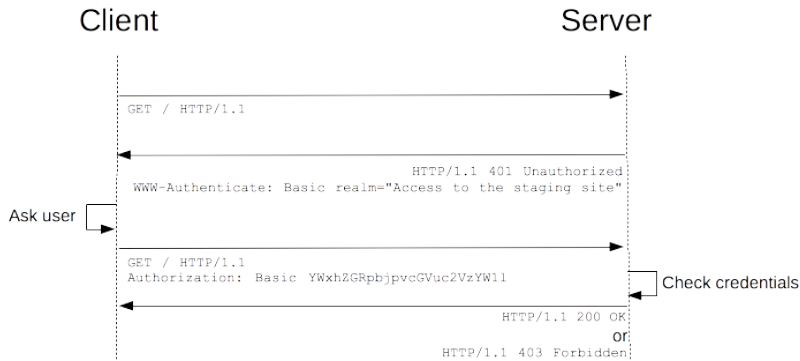 Client
Server
GET / HTTP/1.1
HTTP/1.1 401 Unauthorized
WWW-Authenticate: Basic realm="Access to the staging site"
Ask user
GET / HTTP/1.1
Authorization: Basic YWxhZGRpbjpvcGVuc2VzYW1l
Check credentials
HTTP/1.1 200 OK
or
HTTP/1.1 403 Forbidden